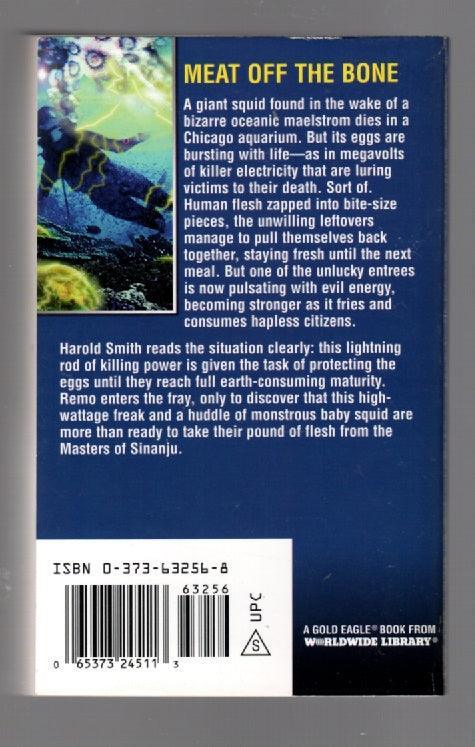 MEAT OFF THE BONE
A giant squid found in the wake of a
bizarre oceanic maelstrom dies in a
Chicago aquarium. But its eggs are
bursting with life—as in megavolts
of killer electricity that are luring
victims to their death. Sort of.
Human flesh zapped into bite-size
pieces, the unwilling leftovers
manage to pull themselves back
together, staying fresh until the next
meal. But one of the unlucky entrees
is now pulsating with evil energy,
becoming stronger as it fries and
consumes hapless citizens.
Harold Smith reads the situation clearly: this lightning
rod of killing power is given the task of protecting the
eggs until they reach full earth-consuming maturity.
Remo enters the fray, only to discover that this high-
wattage freak and a huddle of monstrous baby squid are
more than ready to take their pound of flesh from the
Masters of Sinanju.
ISBN 0-373-63256-8
63256
UPC
S
0 65373 24511 3
A GOLD EAGLE® BOOK FROM
WORLDWIDE LIBRARY®